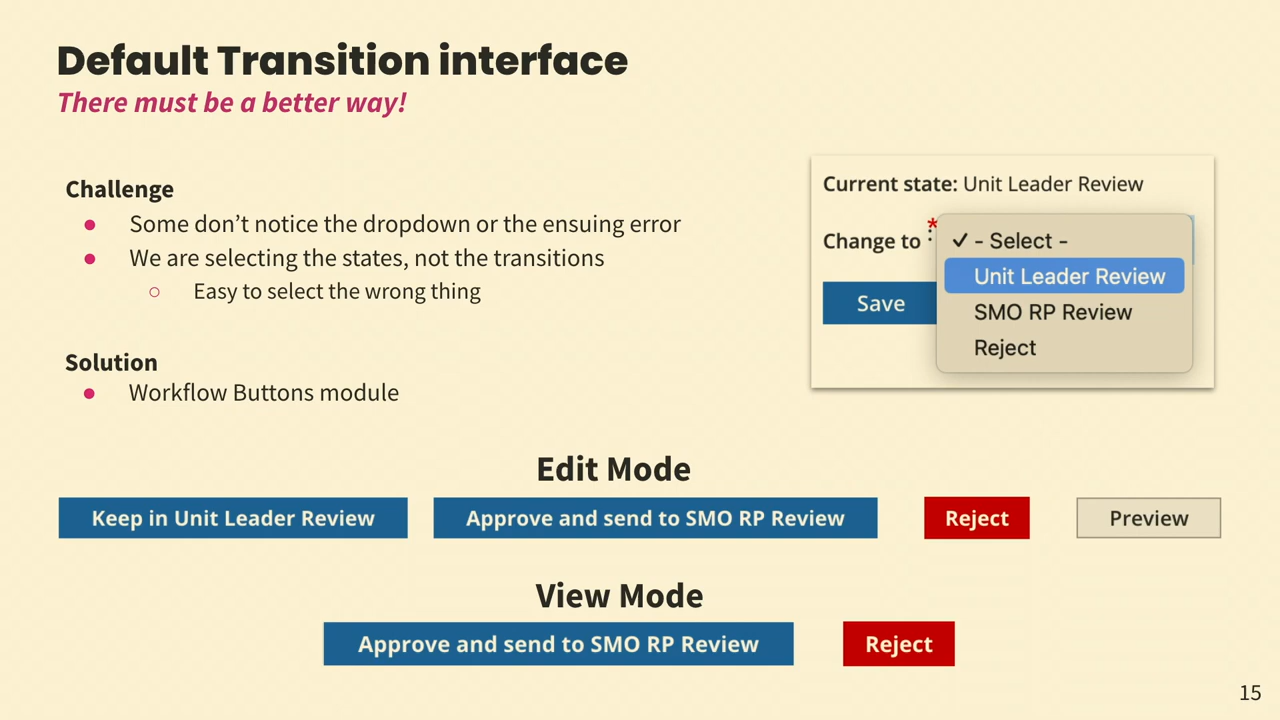 Default Transition interface
There must be a better way!
Challenge
● Some don’t notice the dropdown or the ensuing error
● We are selecting the states, not the transitions
○ Easy to select the wrong thing
Solution
● Workflow Buttons module
Current state: Unit Leader Review
Change to *
✓ - Select -
Unit Leader Review
SMO RP Review
Reject
Save
Edit Mode
Keep in Unit Leader Review Approve and send to SMO RP Review Reject Preview
View Mode
Approve and send to SMO RP Review Reject
15